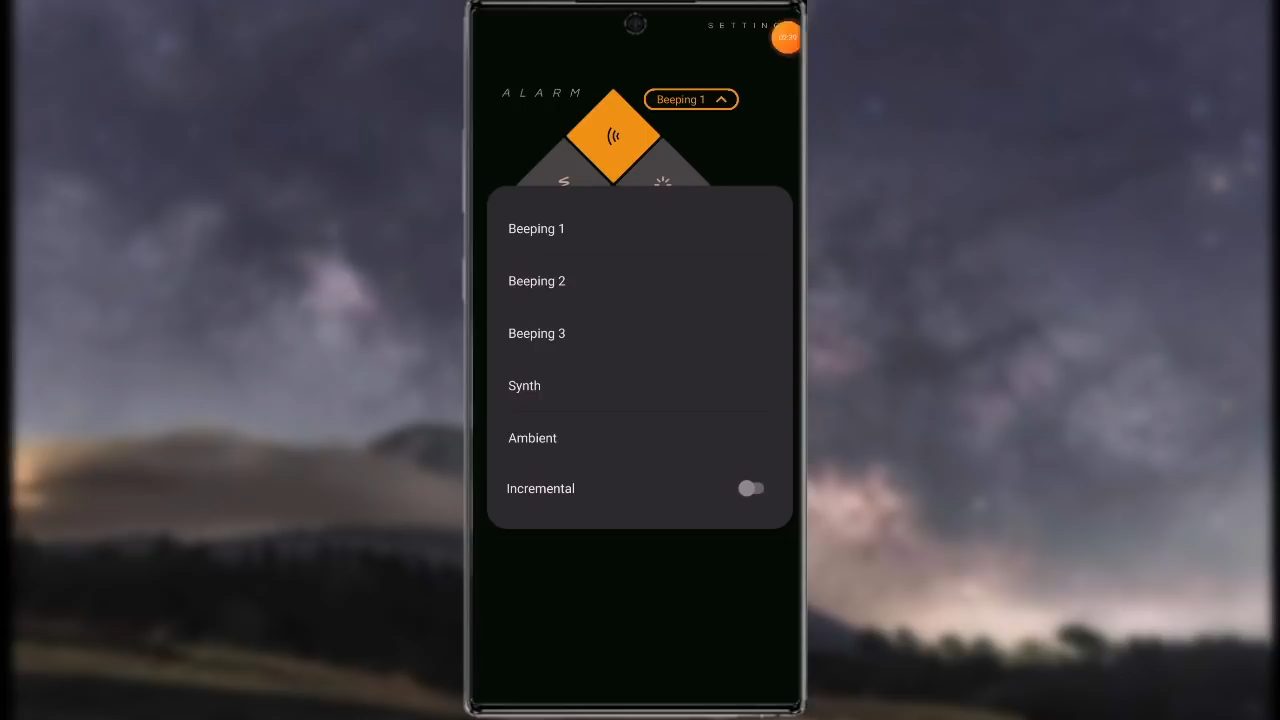 ALARM
Beeping 1
Beeping 1
Beeping 2
Beeping 3
Synth
Ambient
Incremental